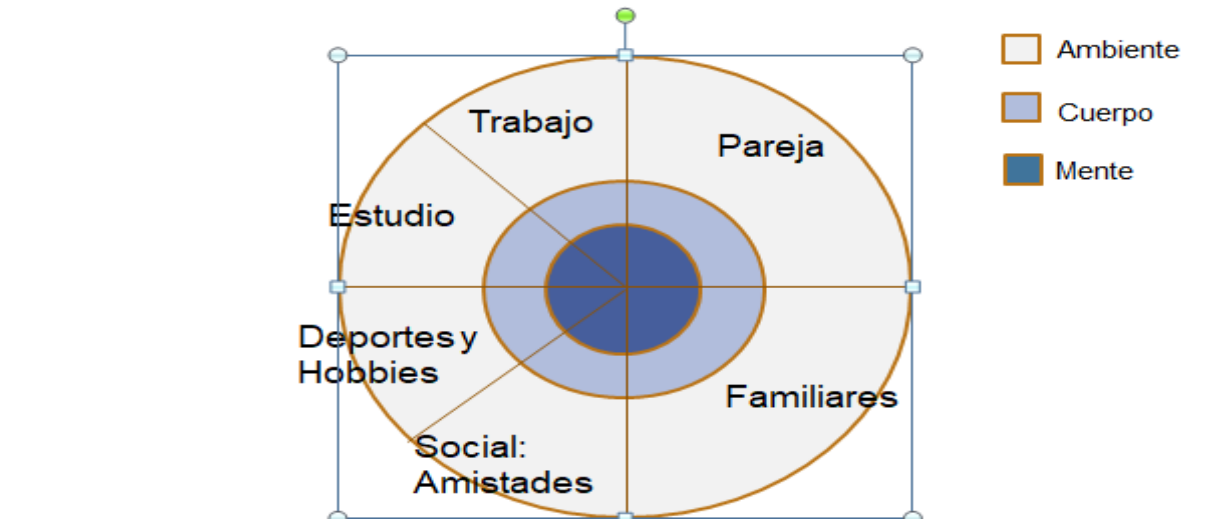 Ambiente
Cuerpo
Mente
Trabajo
Pareja
Estudio
Deportes y
Hobbies
Familiares
Social:
Amistades